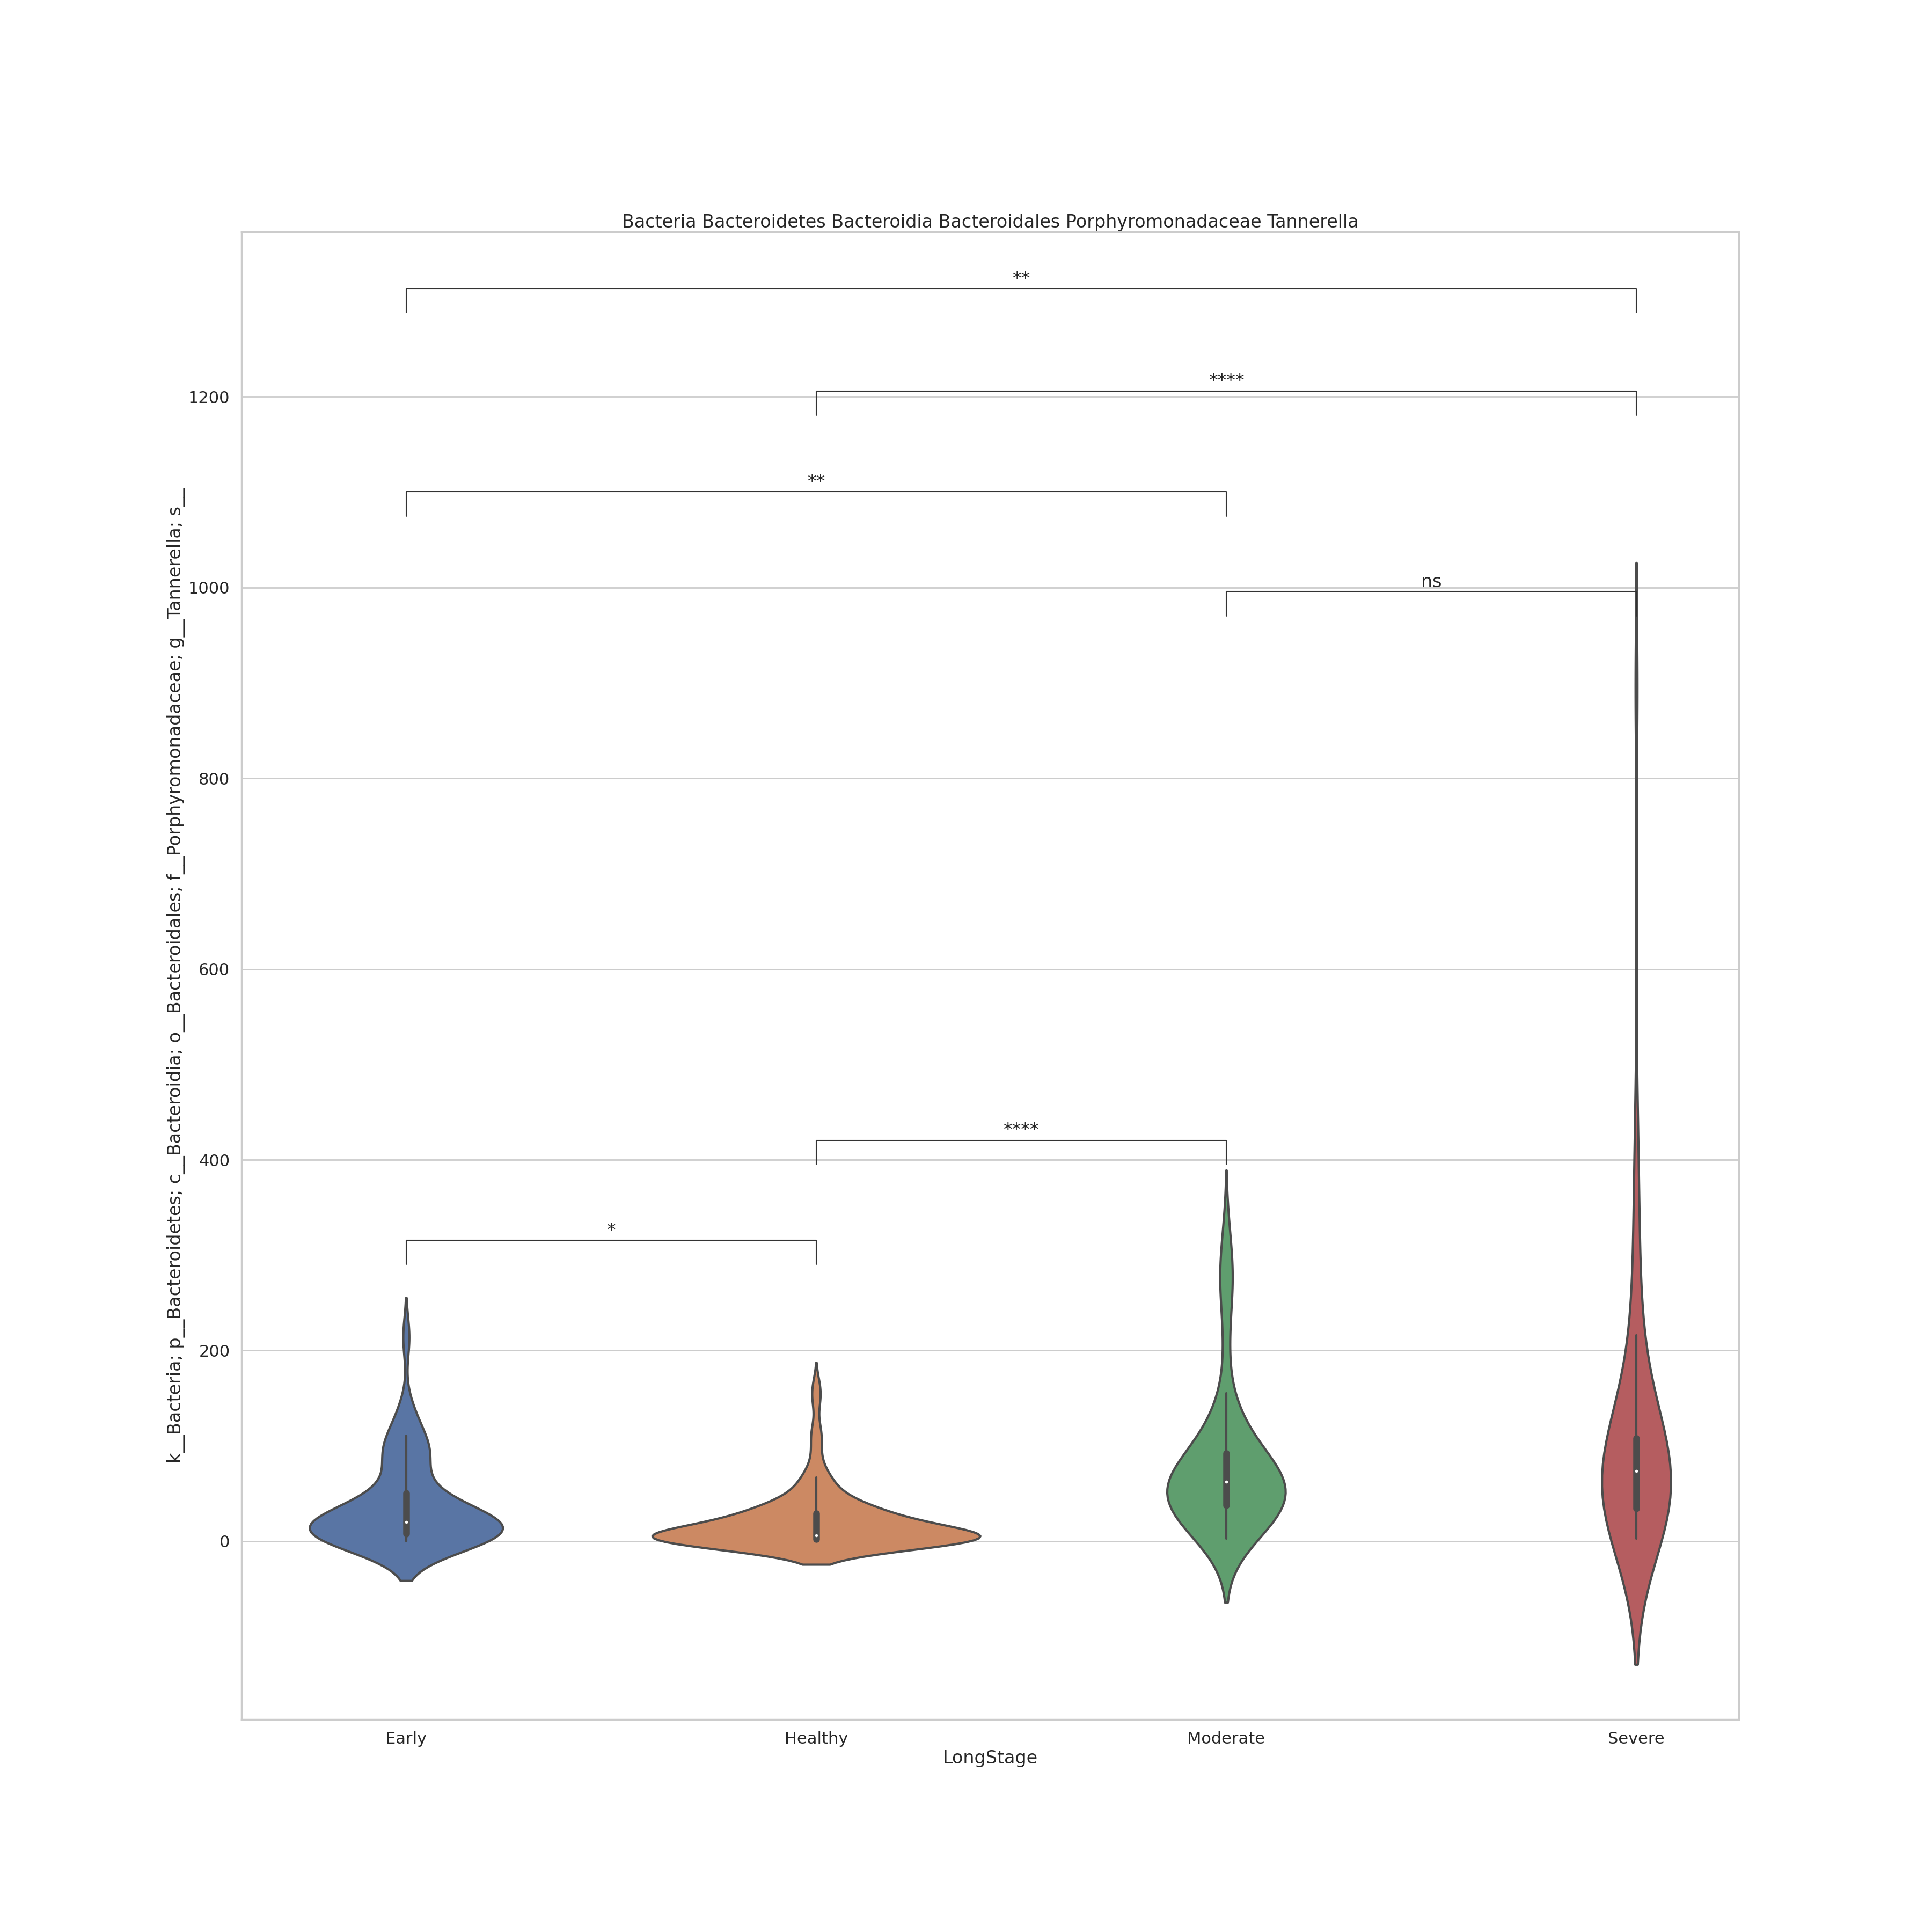 Bacteria Bacteroidetes Bacteroidia Bacteroidales Porphyromonadaceae Tannerella
**
****
**
ns
****
*
1200
1000
800
600
400
200
0
k__Bacteria; p__Bacteroidetes; c__Bacteroidia; o__Bacteroidales; f__Porphyromonadaceae; g__Tannerella; s__
Early
Healthy
Moderate
Severe
LongStage